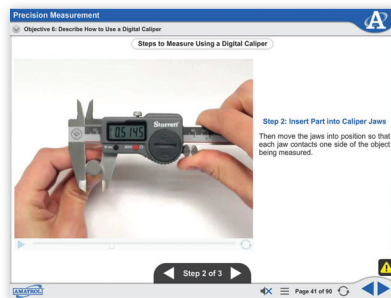 Precision Measurement
Objective 6: Describe How to Use a Digital Caliper
A
Steps to Measure Using a Digital Caliper
Starrett
0.5145
Step 2: Insert Part into Caliper Jaws
Then move the jaws into position so that
each jaw contacts one side of the object
being measured.
Step 2 of 3
AMATROL
Page 41 of 90